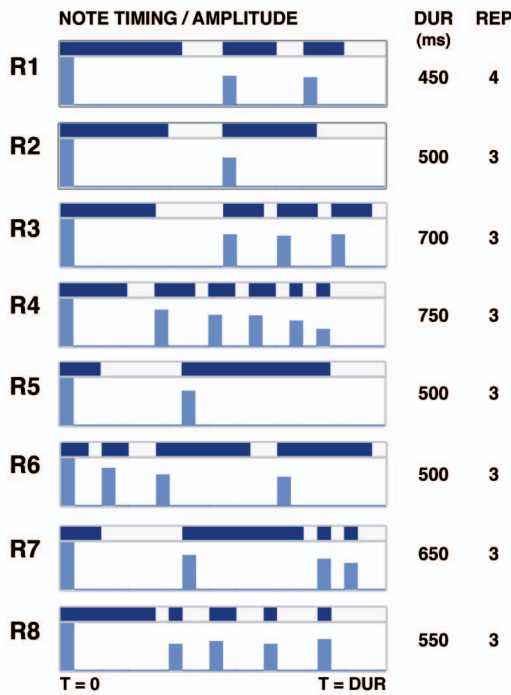 NOTE TIMING / AMPLITUDE DUR (ms) REP
R1 450 4
R2 500 3
R3 700 3
R4 750 3
R5 500 3
R6 500 3
R7 650 3
R8 550 3
T = 0 T = DUR